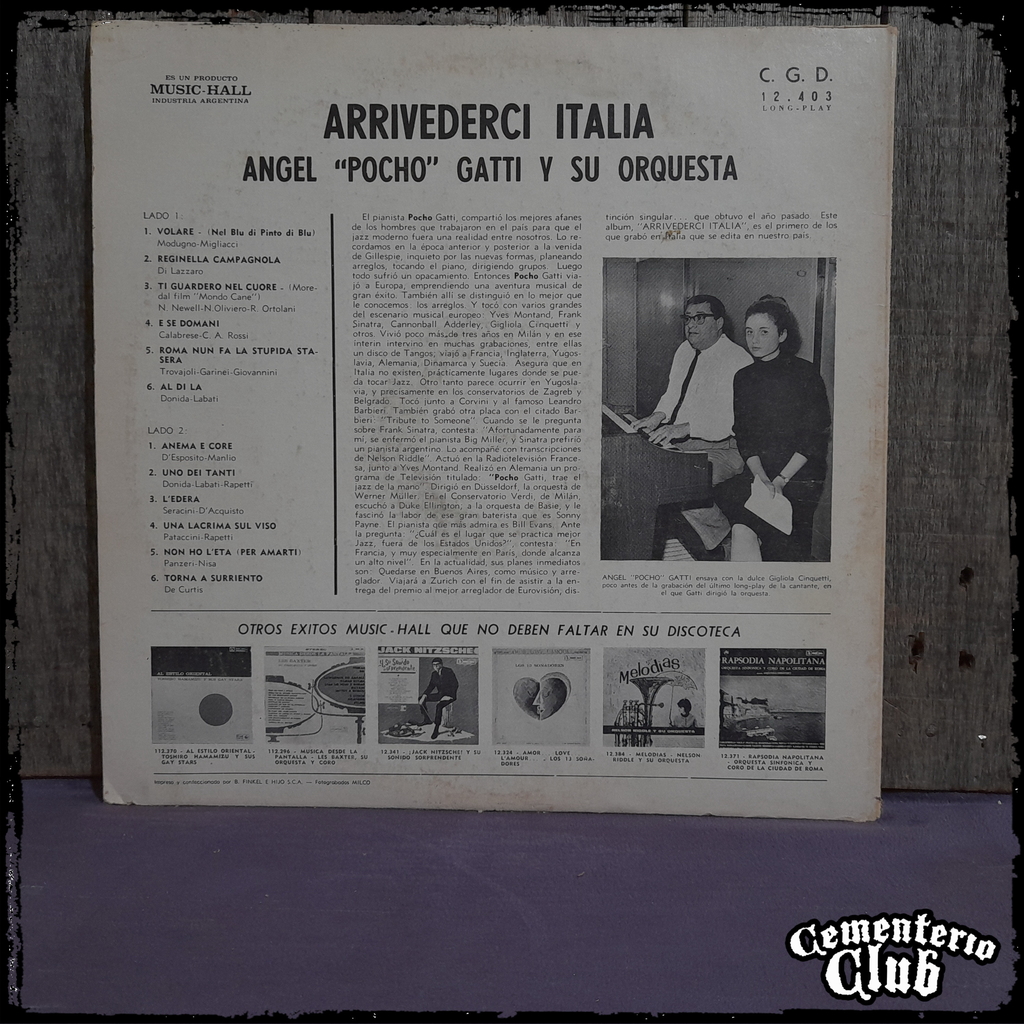 ES UN PRODUCTO
MUSIC-HALL
INDUSTRIA ARGENTINA
C. G. D.
12.403
LONG-PLAY
ARRIVEDERCI ITALIA
ANGEL "POCHO" GATTI Y SU ORQUESTA
LADO 1:
1. VOLARE - (Nel Blu di Pinto di Blu)
Modugno-Migliacci
2. REGINELLA CAMPAGNOLA
Di Lazzaro
3. TI GUARDERO NEL CUORE - (More-
dal film "Mondo Cane")
N. Newell-N.Oliviero-R. Ortolani
4. E SE DOMANI
Calabrese-C. A. Rossi
5. ROMA NUN FA LA STUPIDA STA-
SERA
Trovajoli-Garinei-Giovannini
6. AL DI LA
Donida-Labati
LADO 2:
1. ANEMA E CORE
D'Esposito-Manlio
2. UNO DEI TANTI
Donida-Labati-Rapetti
3. L'EDERA
Seracini-D'Acquisto
4. UNA LACRIMA SUL VISO
Pataccini-Rapetti
5. NON HO L'ETA (PER AMARTI)
Panzeri-Nisa
6. TORNA A SURRIENTO
De Curtis
El pianista Pocho Gatti, compartió los mejores afanes
de los hombres que trabajaron en el país para que el
jazz moderno fuera una realidad entre nosotros. Lo re-
cordamos en la época anterior y posterior a la venida
de Gillespie, inquieto por las nuevas formas, planeando
arreglos, tocando el piano, dirigiendo grupos. Luego
todo sufrió un opacamiento. Entonces Pocho Gatti via-
jó a Europa, emprendiendo una aventura musical de
gran éxito. También allí se distinguió en lo mejor que
le conocemos: los arreglos. Y tocó con varios grandes
del escenario musical europeo: Yves Montand, Frank
Sinatra, Cannonball Adderley, Gigliola Cinquetti y
otros. Vivió poco más de tres años en Milán y en ese
interin intervino en muchas grabaciones, entre ellas
un disco de Tangos; viajó a Francia, Inglaterra, Yugos-
lavia, Alemania, Dinamarca y Suecia. Asegura que en
Italia no existen, prácticamente lugares donde se pue-
da tocar Jazz. Otro tanto parece ocurrir en Yugosla-
via, y precisamente en los conservatorios de Zagreb y
Belgrado. Tocó junto a Corvini y al famoso Leandro
Barbieri. También grabó otra placa con el citado Bar-
bieri: "Tribute to Someone". Cuando se le pregunta
sobre Frank Sinatra, contesta: "Afortunadamente para
mí, se enfermó el pianista Big Miller, y Sinatra prefirió
un pianista argentino. Lo acompañé con transcripciones
de Nelson Riddle". Actuó en la Radiotelevisión France-
sa, junto a Yves Montand. Realizó en Alemania un pro-
grama de Televisión titulado: "Pocho Gatti, trae el
jazz de la mano". Dirigió en Dusseldorf, la orquesta de
Werner Müller. En el Conservatorio Verdi, de Milán,
escuchó a Duke Ellington, a la orquesta de Basie, y le
fascinó la labor de ese gran baterista que es Sonny
Payne. El pianista que más admira es Bill Evans. Ante
la pregunta: "¿Cuál es el lugar que se practica mejor
Jazz, fuera de los Estados Unidos?", contesta: "En
Francia, y muy especialmente en París, donde alcanza
un alto nivel". En la actualidad, sus planes inmediatos
son: Quedarse en Buenos Aires, como músico y arre-
glador. Viajará a Zurich con el fin de asistir a la en-
trega del premio al mejor arreglador de Eurovisión; dis-
tinción singular... que obtuvo el año pasado. Este
album, "ARRIVEDERCI ITALIA", es el primero de los
que grabó en Italia que se edita en nuestro país.
ANGEL "POCHO" GATTI ensaya con la dulce Gigliola Cinquetti,
poco antes de la grabación del último long-play de la cantante, en
el que Gatti dirigió la orquesta
OTROS EXITOS MUSIC-HALL QUE NO DEBEN FALTAR EN SU DISCOTECA
AL ESTILO ORIENTAL
JACK NITZSCHE
Melodias
NELSON RIDDLE Y SU ORQUESTA
RAPSODIA NAPOLITANA
112.270 - AL ESTILO ORIENTAL -
TOSHIRO MAMAMIZU Y SUS
GAY STARS
112.296 - MUSICA DESDE LA
PANTALLA - LES BAXTER, SU
ORQUESTA Y CORO
12.341 - ¡JACK NITZSCHE! Y SU
SONIDO SORPRENDENTE
12.324 - AMOR... LOVE
L'AMOUR... - LOS 13 SOÑA-
DORES
12.384 - MELODIAS - NELSON
RIDDLE Y SU ORQUESTA
12.371 - RAPSODIA NAPOLITANA
- ORQUESTA SINFONICA Y
CORO DE LA CIUDAD DE ROMA
Impreso y confeccionado por B. FINKEL E HIJO S.C.A. — Fotograbados MILCO
Cementerio
Club